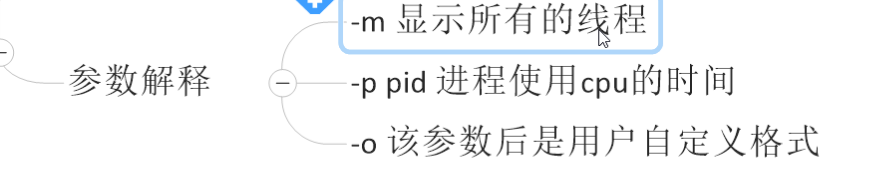 -m 显示所有的线程
参数解释
-p pid 进程使用cpu的时间
-o 该参数后是用户自定义格式